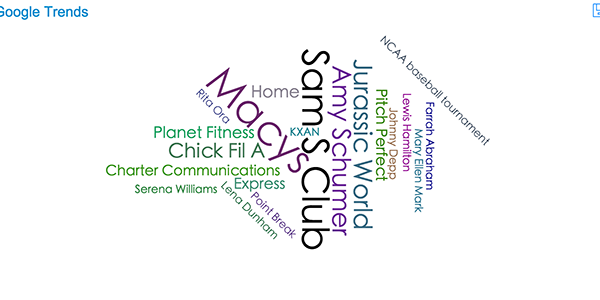 Google Trends
NCAA baseball tournament
Macys
Home
Rita Ora
Sam S Club
Amy Schumer
Jurassic World
Pitch Perfect
Johnny Depp
Lewis Hamilton
Mary Ellen Mark
Farrah Abraham
Planet Fitness
KXAN
Chick Fil A
Charter Communications
Express
Serena Williams
Lena Dunham
Point Break